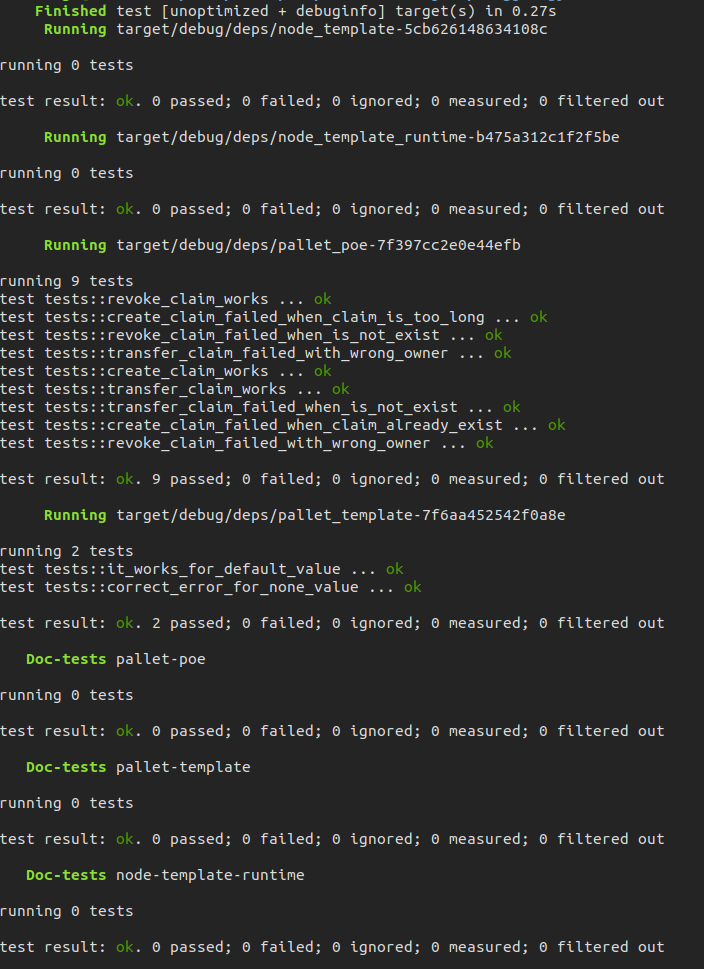 Finished test [unoptimized + debuginfo] target(s) in 0.27s
Running target/debug/deps/node_template-5cb626148634108c
running 0 tests
test result: ok. 0 passed; 0 failed; 0 ignored; 0 measured; 0 filtered out
Running target/debug/deps/node_template_runtime-b475a312c1f2f5be
running 0 tests
test result: ok. 0 passed; 0 failed; 0 ignored; 0 measured; 0 filtered out
Running target/debug/deps/pallet_poe-7f397cc2e0e44efb
running 9 tests
test tests::revoke_claim_works ... ok
test tests::create_claim_failed_when_claim_is_too_long ... ok
test tests::revoke_claim_failed_when_is_not_exist ... ok
test tests::transfer_claim_failed_with_wrong_owner ... ok
test tests::create_claim_works ... ok
test tests::transfer_claim_works ... ok
test tests::transfer_claim_failed_when_is_not_exist ... ok
test tests::create_claim_failed_when_claim_already_exist ... ok
test tests::revoke_claim_failed_with_wrong_owner ... ok
test result: ok. 9 passed; 0 failed; 0 ignored; 0 measured; 0 filtered out
Running target/debug/deps/pallet_template-7f6aa452542f0a8e
running 2 tests
test tests::it_works_for_default_value ... ok
test tests::correct_error_for_none_value ... ok
test result: ok. 2 passed; 0 failed; 0 ignored; 0 measured; 0 filtered out
Doc-tests pallet-poe
running 0 tests
test result: ok. 0 passed; 0 failed; 0 ignored; 0 measured; 0 filtered out
Doc-tests pallet-template
running 0 tests
test result: ok. 0 passed; 0 failed; 0 ignored; 0 measured; 0 filtered out
Doc-tests node-template-runtime
running 0 tests
test result: ok. 0 passed; 0 failed; 0 ignored; 0 measured; 0 filtered out